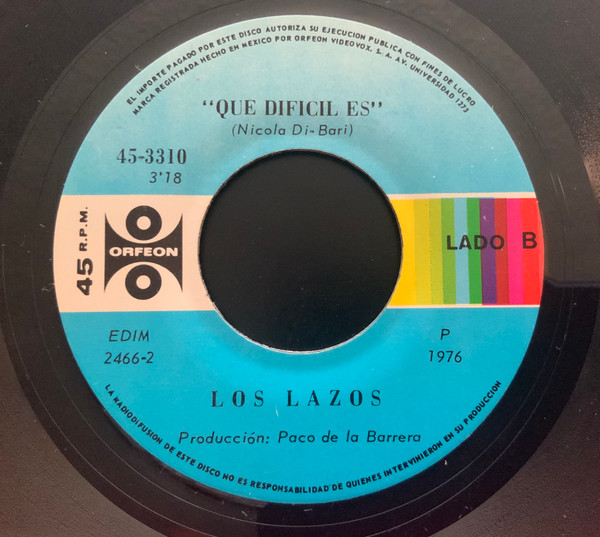 EL IMPORTE PAGADO POR ESTE DISCO AUTORIZA SU EJECUCION PUBLICA CON FINES DE LUCRO
MARCA REGISTRADA HECHO EN MEXICO POR ORFEON VIDEOVOX, S. A. AV. UNIVERSIDAD 1273
"QUE DIFICIL ES"
(Nicola Di-Bari)
45-3310
3'18
45 R.P.M.
ORFEON
LADO B
EDIM
2466-2
P
1976
LOS LAZOS
Producción: Paco de la Barrera
LA RADIODIFUSION DE ESTE DISCO NO ES RESPONSABILIDAD DE QUIENES INTERVINIERON EN SU PRODUCCION